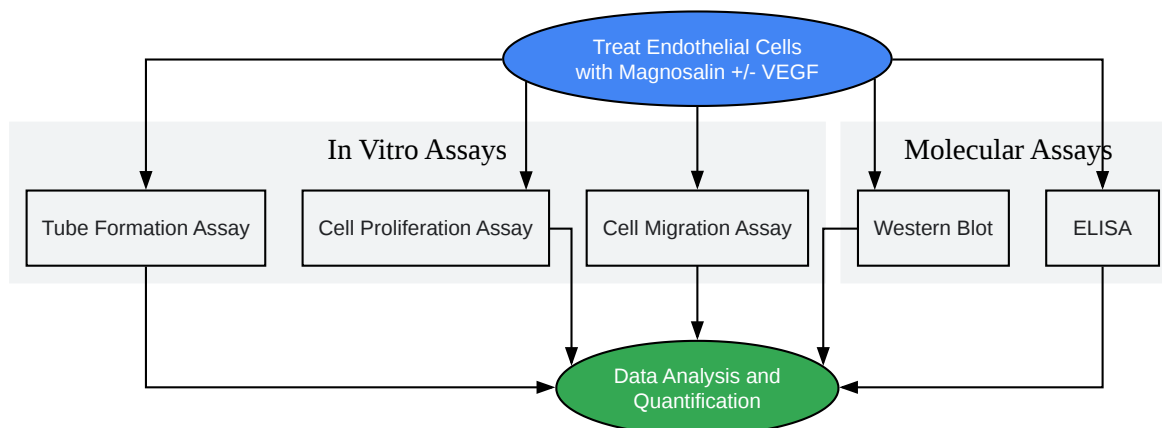 Treat Endothelial Cells
with Magnosalin +/- VEGF
In Vitro Assays
Molecular Assays
Tube Formation Assay
Cell Proliferation Assay
Cell Migration Assay
Western Blot
ELISA
Data Analysis and
Quantification